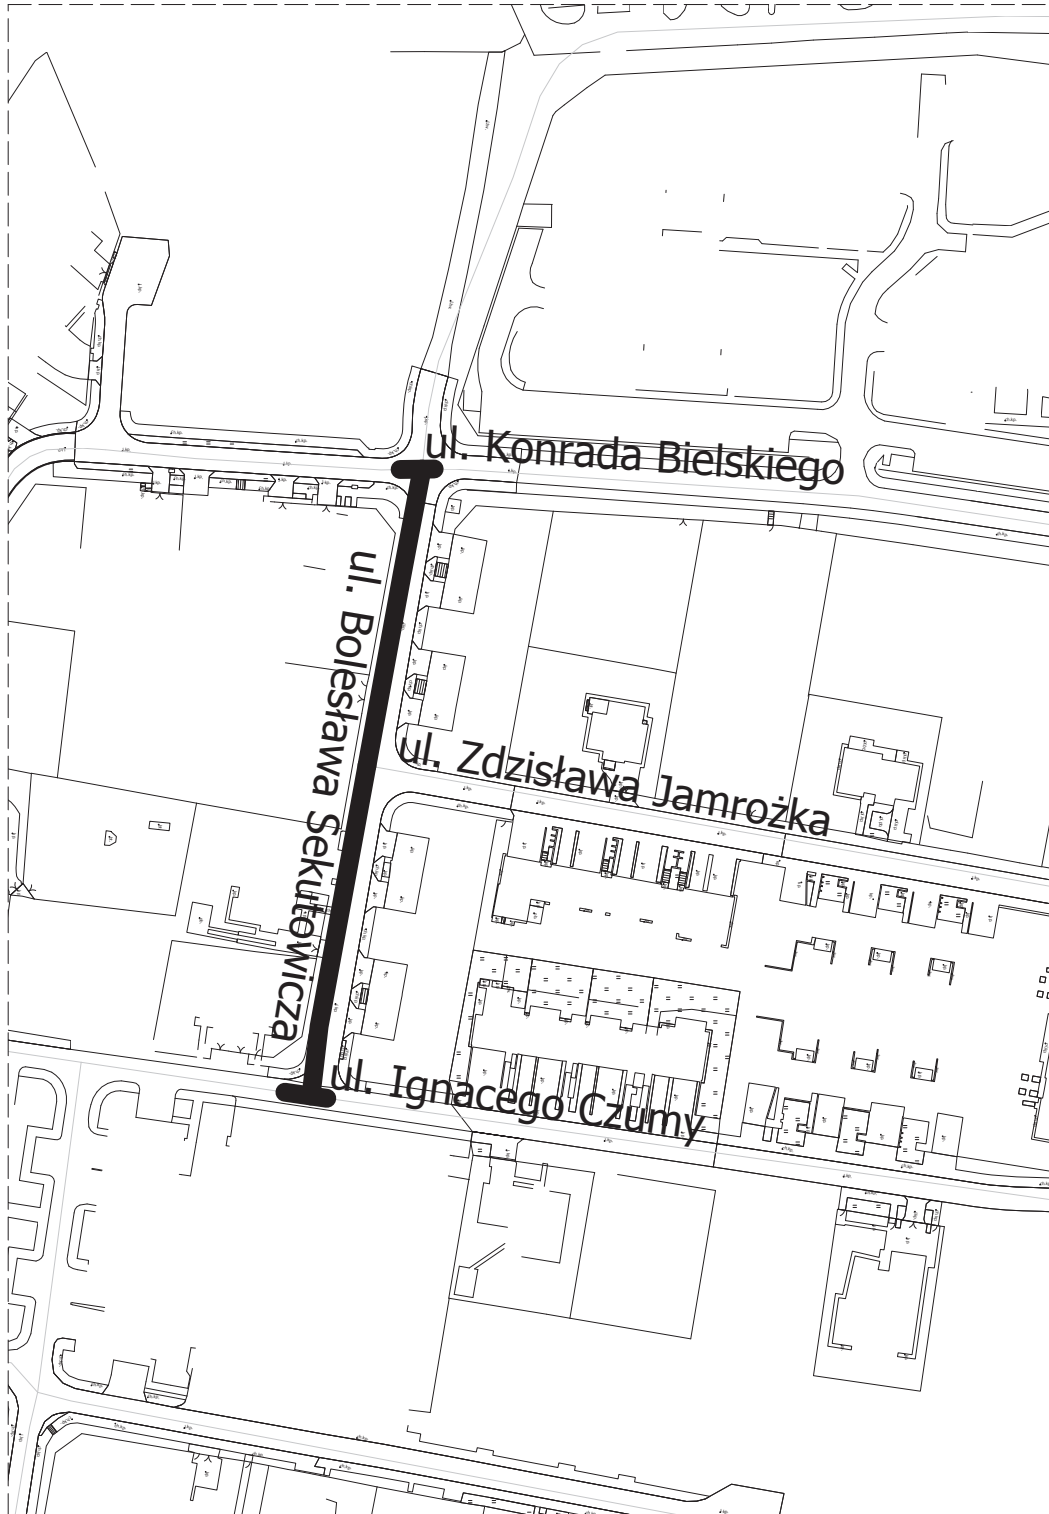 ul. Konrada Bielskiego
ul. Bolesława Sekutowicza
ul. Zdzisława Jamrożka
ul. Ignacego Czumy